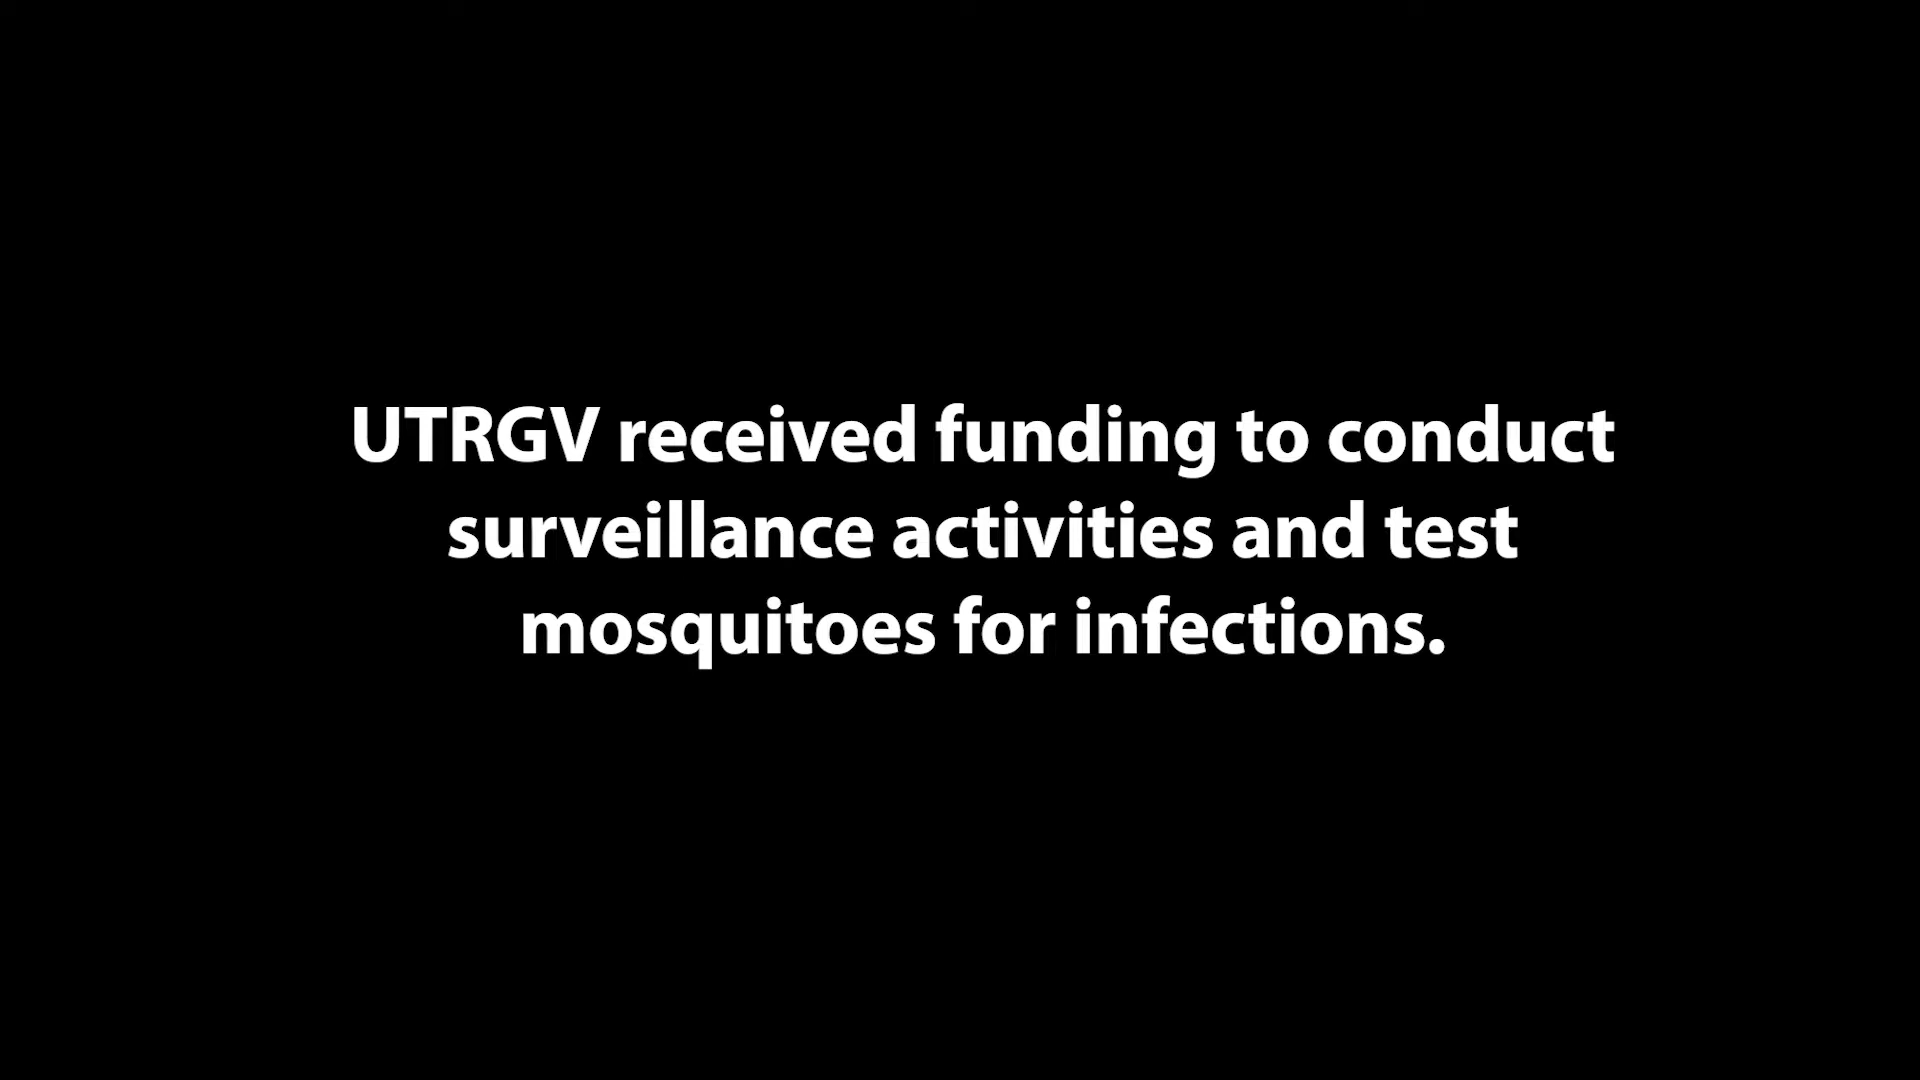 UTRGV received funding to conduct
surveillance activities and test
mosquitoes for infections.